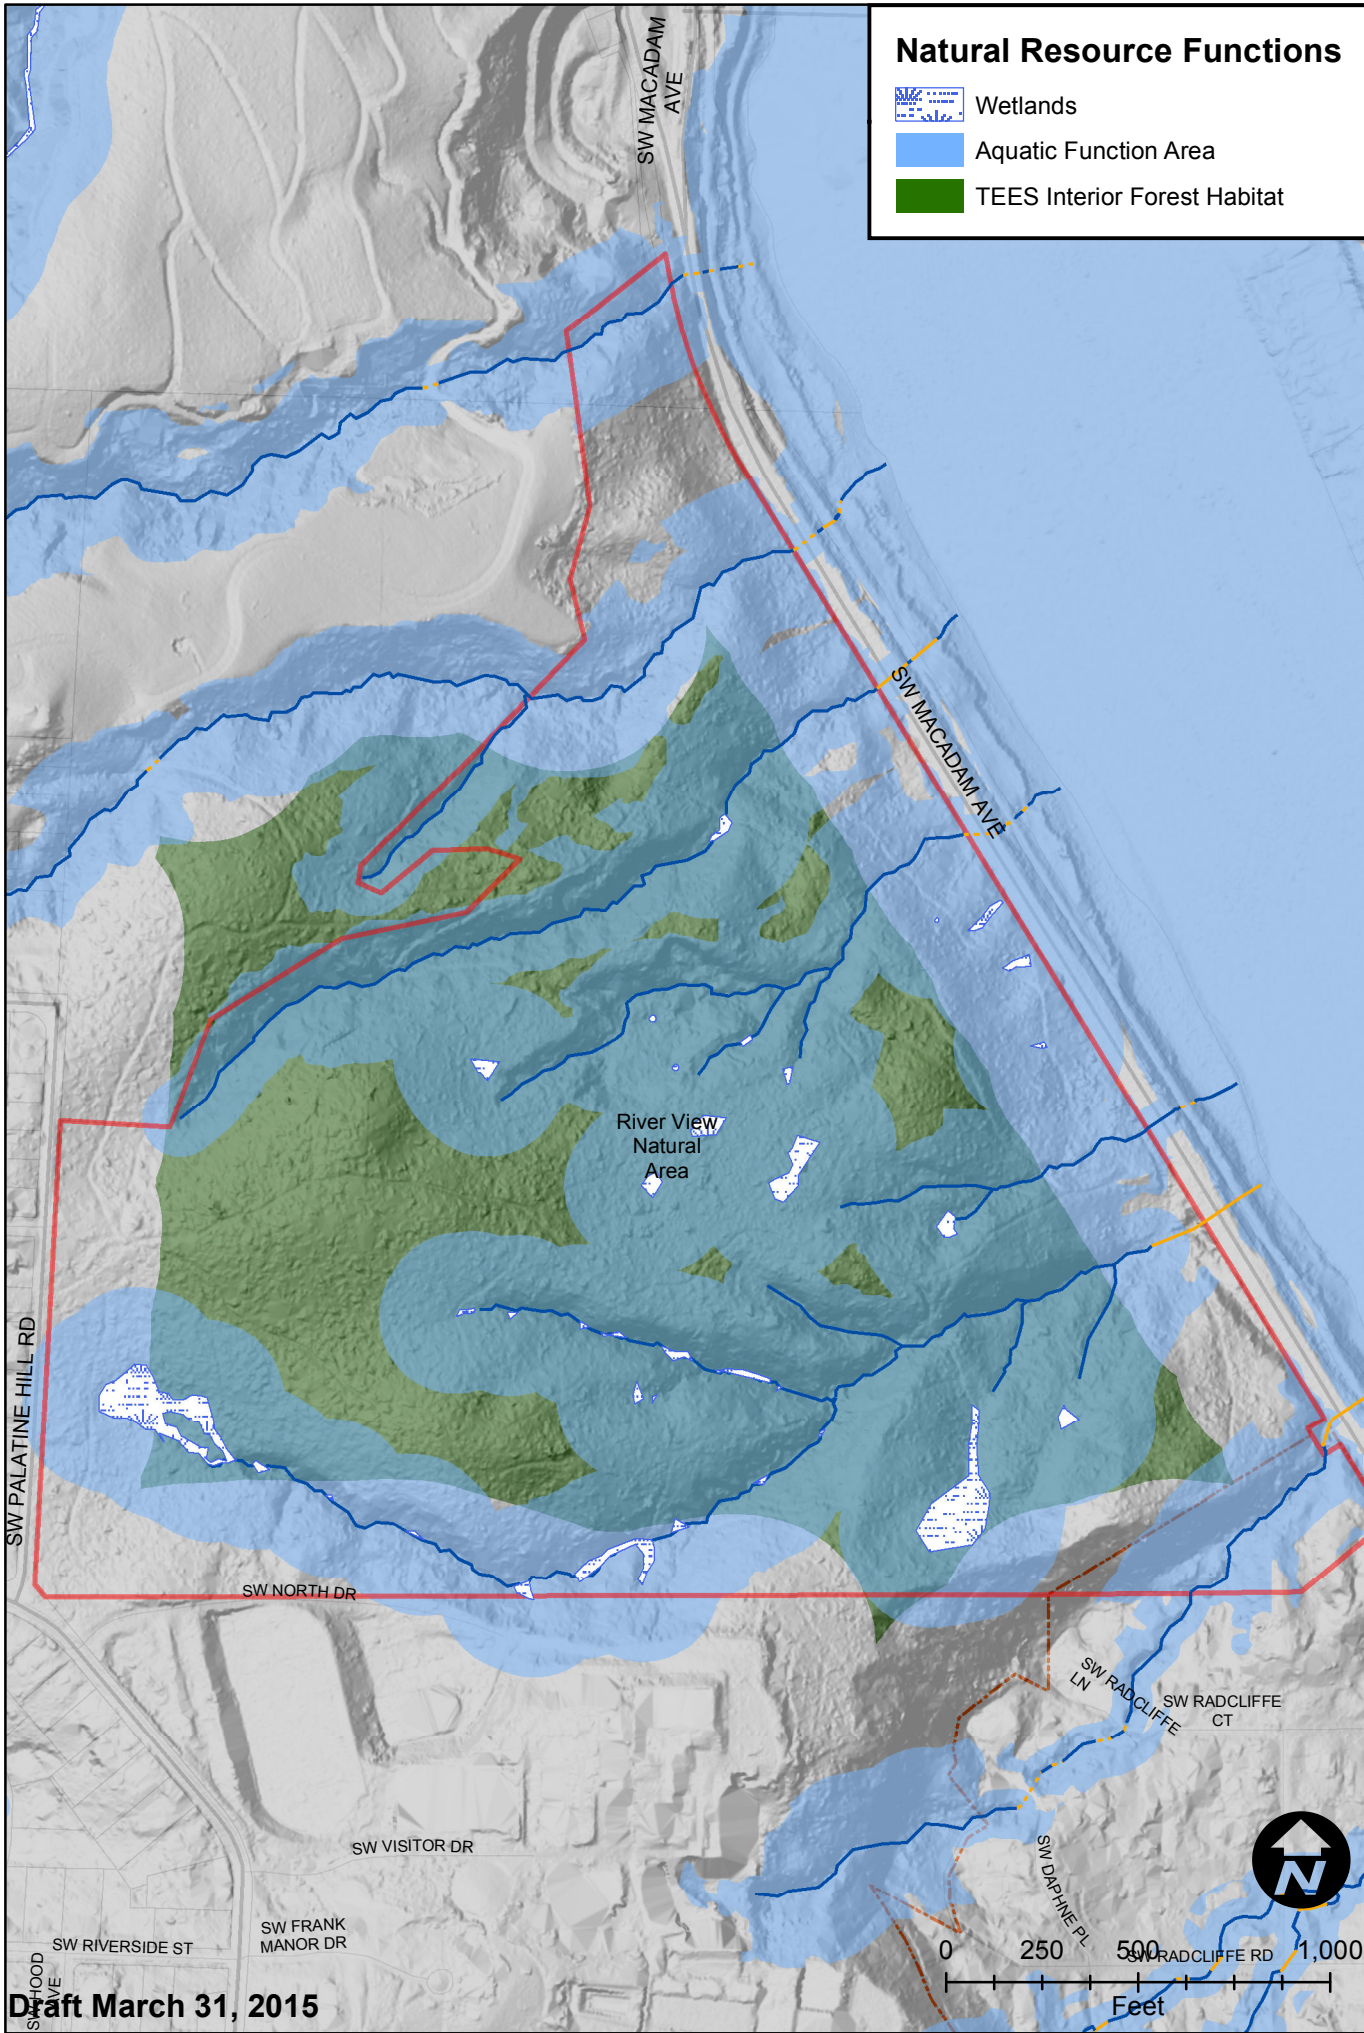 Natural Resource Functions
Wetlands
Aquatic Function Area
TEES Interior Forest Habitat
SW MACADAM
AVE
SW MACADAM AVE
River View
Natural
Area
SW PALATINE HILL RD
SW NORTH DR
SW RADCLIFFE
LN
SW RADCLIFFE
CT
SW VISITOR DR
SW DAPHNE PL
SW FRANK
MANOR DR
SW RIVERSIDE ST
SW HOOD
AVE
SW RADCLIFFE RD
N
0 250 500 1,000
Feet
Draft March 31, 2015